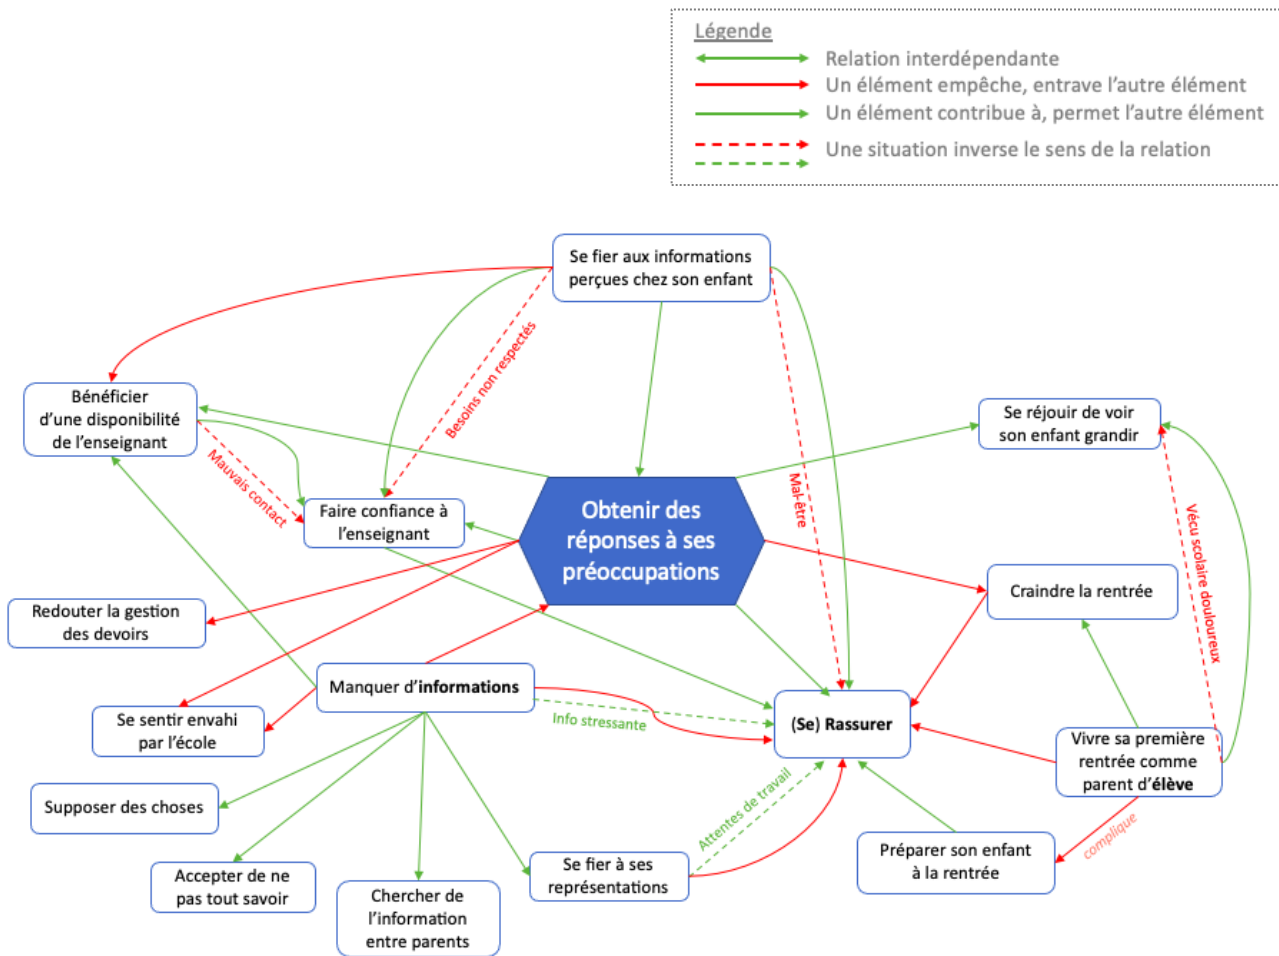 Légende
Relation interdépendante
Un élément empêche, entrave l'autre élément
Un élément contribue à, permet l'autre élément
Une situation inverse le sens de la relation
Se fier aux informations
perçues chez son enfant
Besoins non respectés
Mal-être
Bénéficier
d'une disponibilité
de l'enseignant
Mauvais contact
Se réjouir de voir
son enfant grandir
Faire confiance à
l'enseignant
Obtenir des
réponses à ses
préoccupations
Vécu scolaire douloureux
Craindre la rentrée
Redouter la gestion
des devoirs
Manquer d'informations
Info stressante
Se sentir envahi
par l'école
(Se) Rassurer
Vivre sa première
rentrée comme
parent d'élève
Supposer des choses
Attentes de travail
complique
Accepter de ne
pas tout savoir
Chercher de
l'information
entre parents
Se fier à ses
représentations
Préparer son enfant
à la rentrée